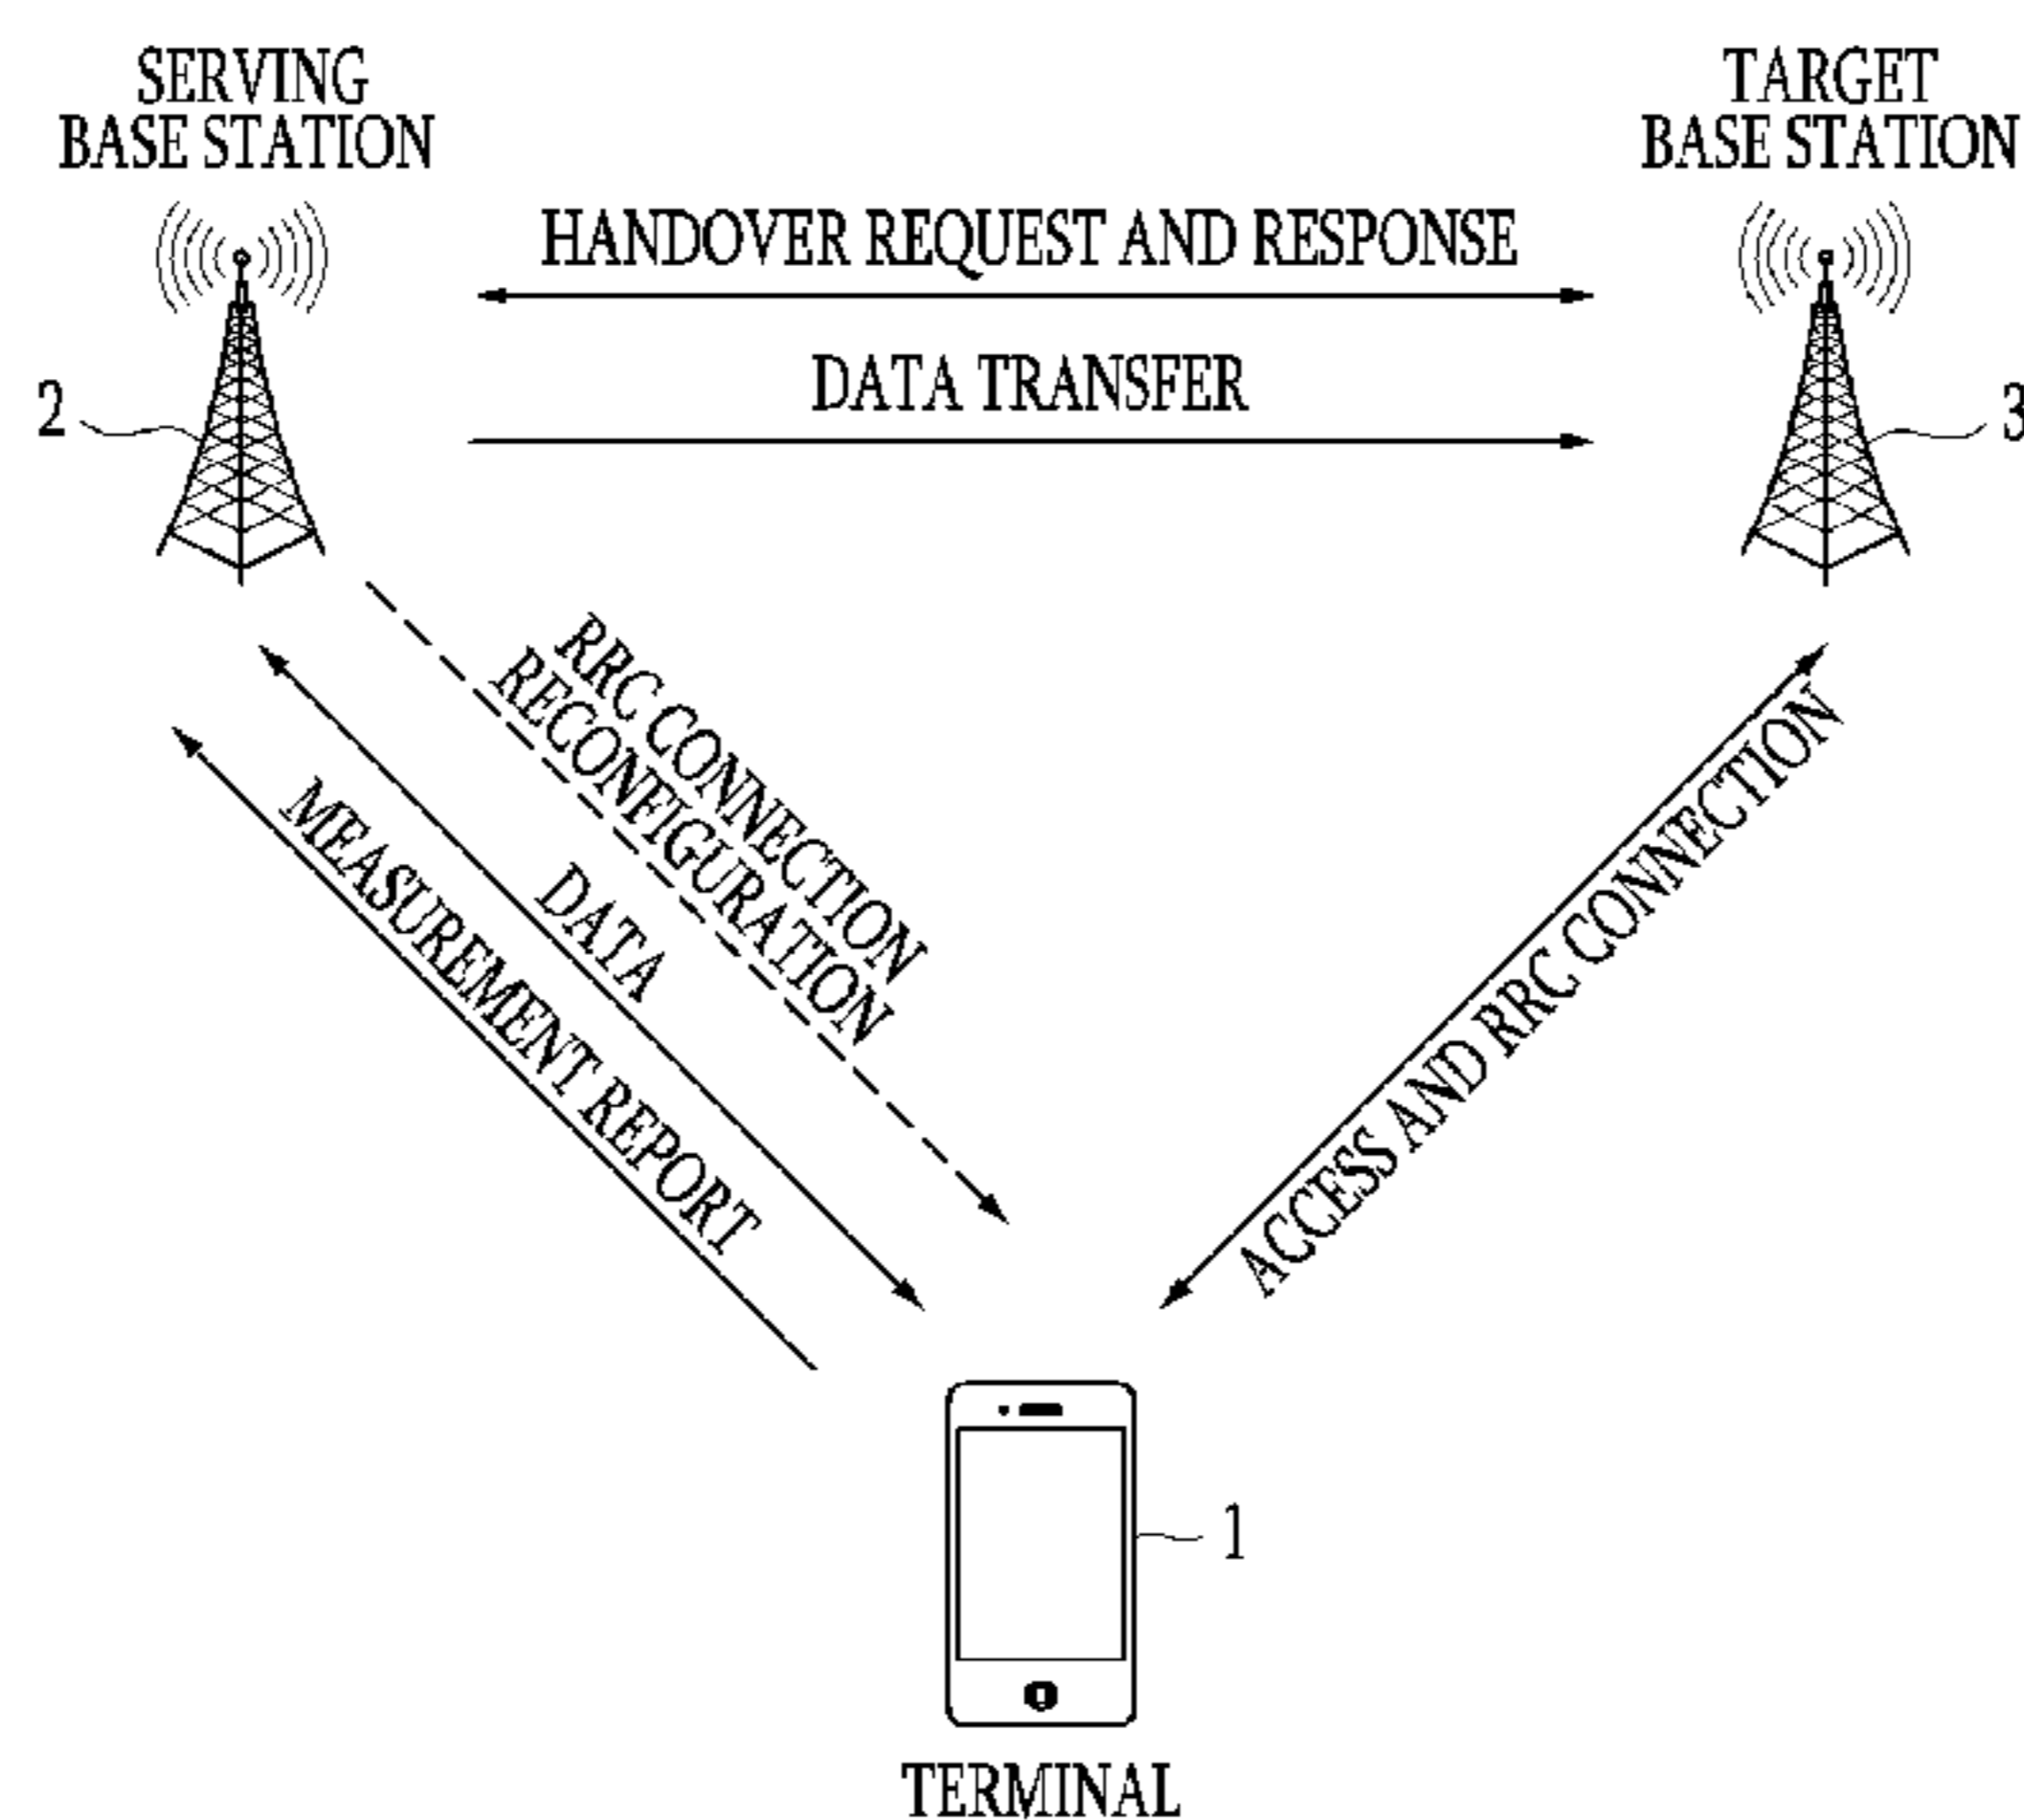 SERVING
BASE STATION
TARGET
BASE STATION
HANDOVER REQUEST AND RESPONSE
DATA TRANSFER
2
3
RRC CONNECTION
RECONFIGURATION
DATA
MEASUREMENT REPORT
ACCESS AND RRC CONNECTION
1
TERMINAL